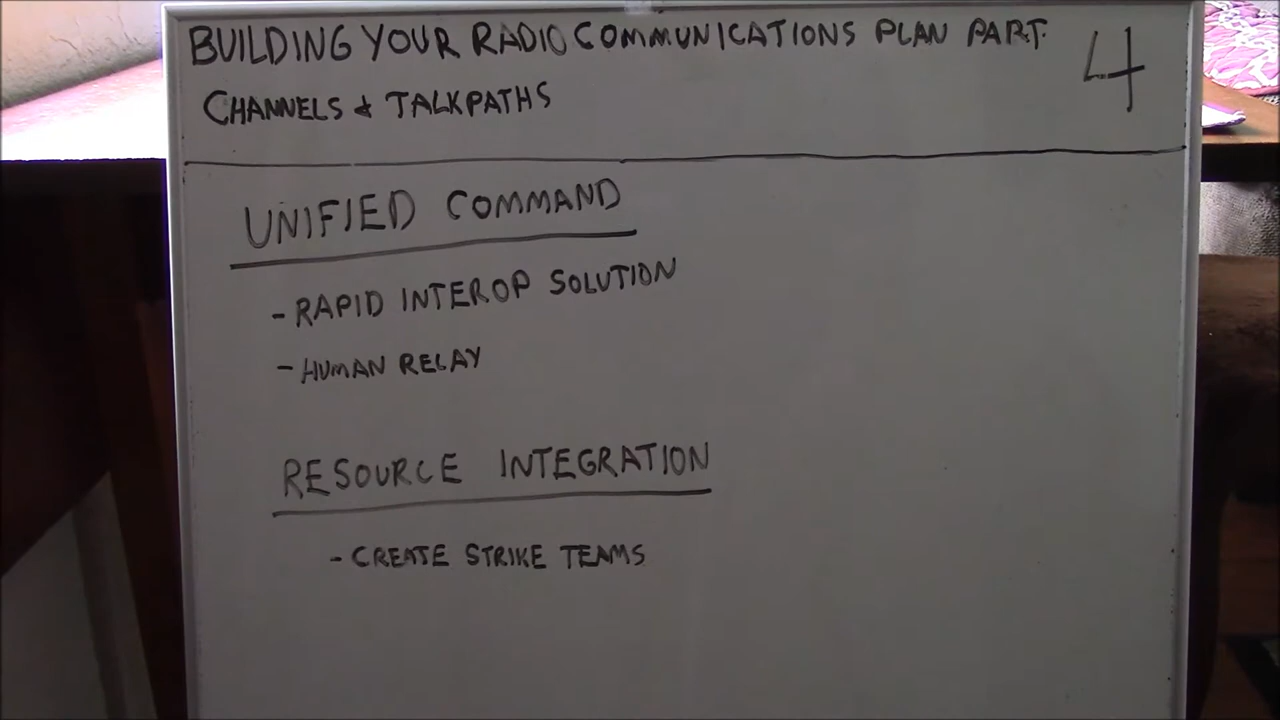 BUILDING YOUR RADIO COMMUNICATIONS PLAN PART: 4
CHANNELS & TALKPATHS
UNIFIED COMMAND
- RAPID INTEROP SOLUTION
- HUMAN RELAY
RESOURCE INTEGRATION
- CREATE STRIKE TEAMS